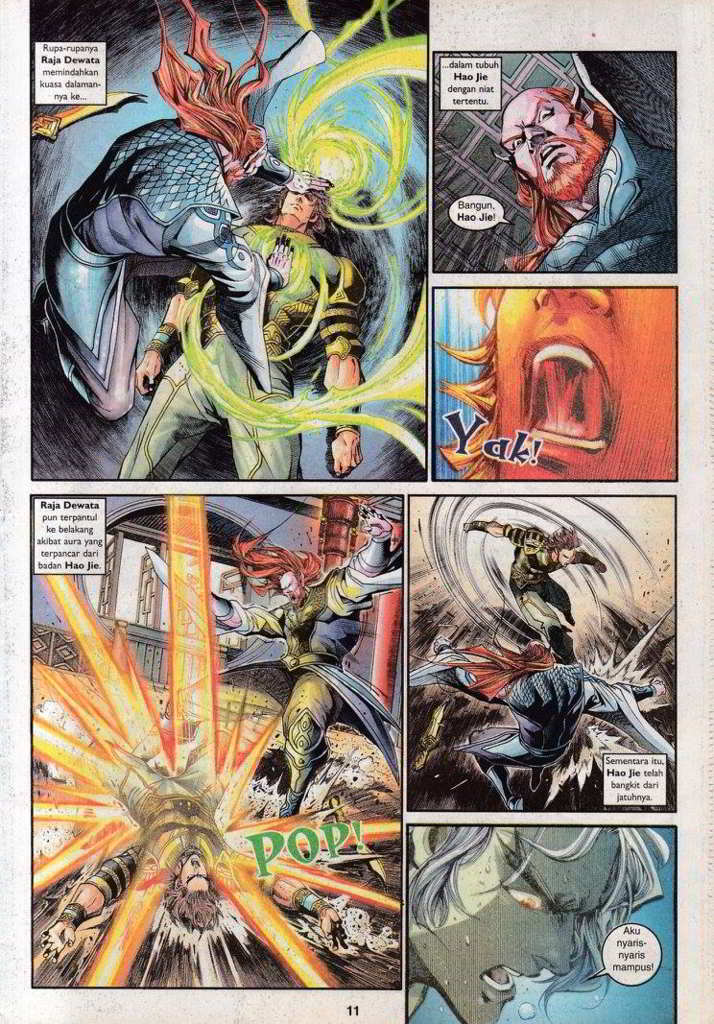 Rupa-rupanya
Raja Dewata
memindahkan
kuasa dalaman-
nya ke...
...dalam tubuh
Hao Jie
dengan niat
tertentu.
Bangun,
Hao Jie!
Yak!
Raja Dewata
pun terpantul
ke belakang
akibat aura yang
terpancar dari
badan Hao Jie.
POP!
Sementara itu,
Hao Jie telah
bangkit dari
jatuhnya.
Aku
nyaris-
nyaris
mampus!
11